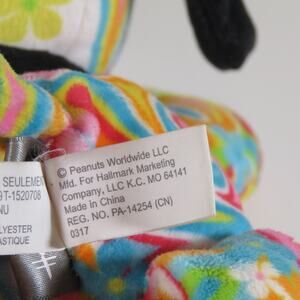 SEULEMEN
9T-1520708
NU
LYESTER
ASTIQUE
© Peanuts Worldwide LLC
Mfd. For Hallmark Marketing
Company, LLC K.C. MO 64141
Made in China
REG. NO. PA-14254 (CN)
0317